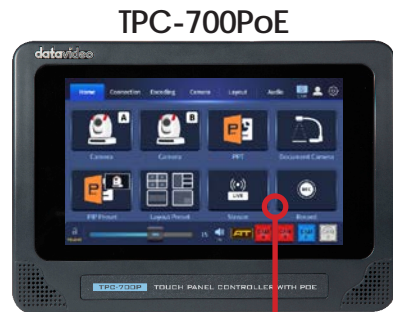 TPC-700PoE
datavideo
Home Connection Encoding Camera Layout Audio
A B
Camera Camera PPT Document Camera
LIVE REC
PIP Preset Layout Preset Stream Record
TPC-700P TOUCH PANEL CONTROLLER WITH POE